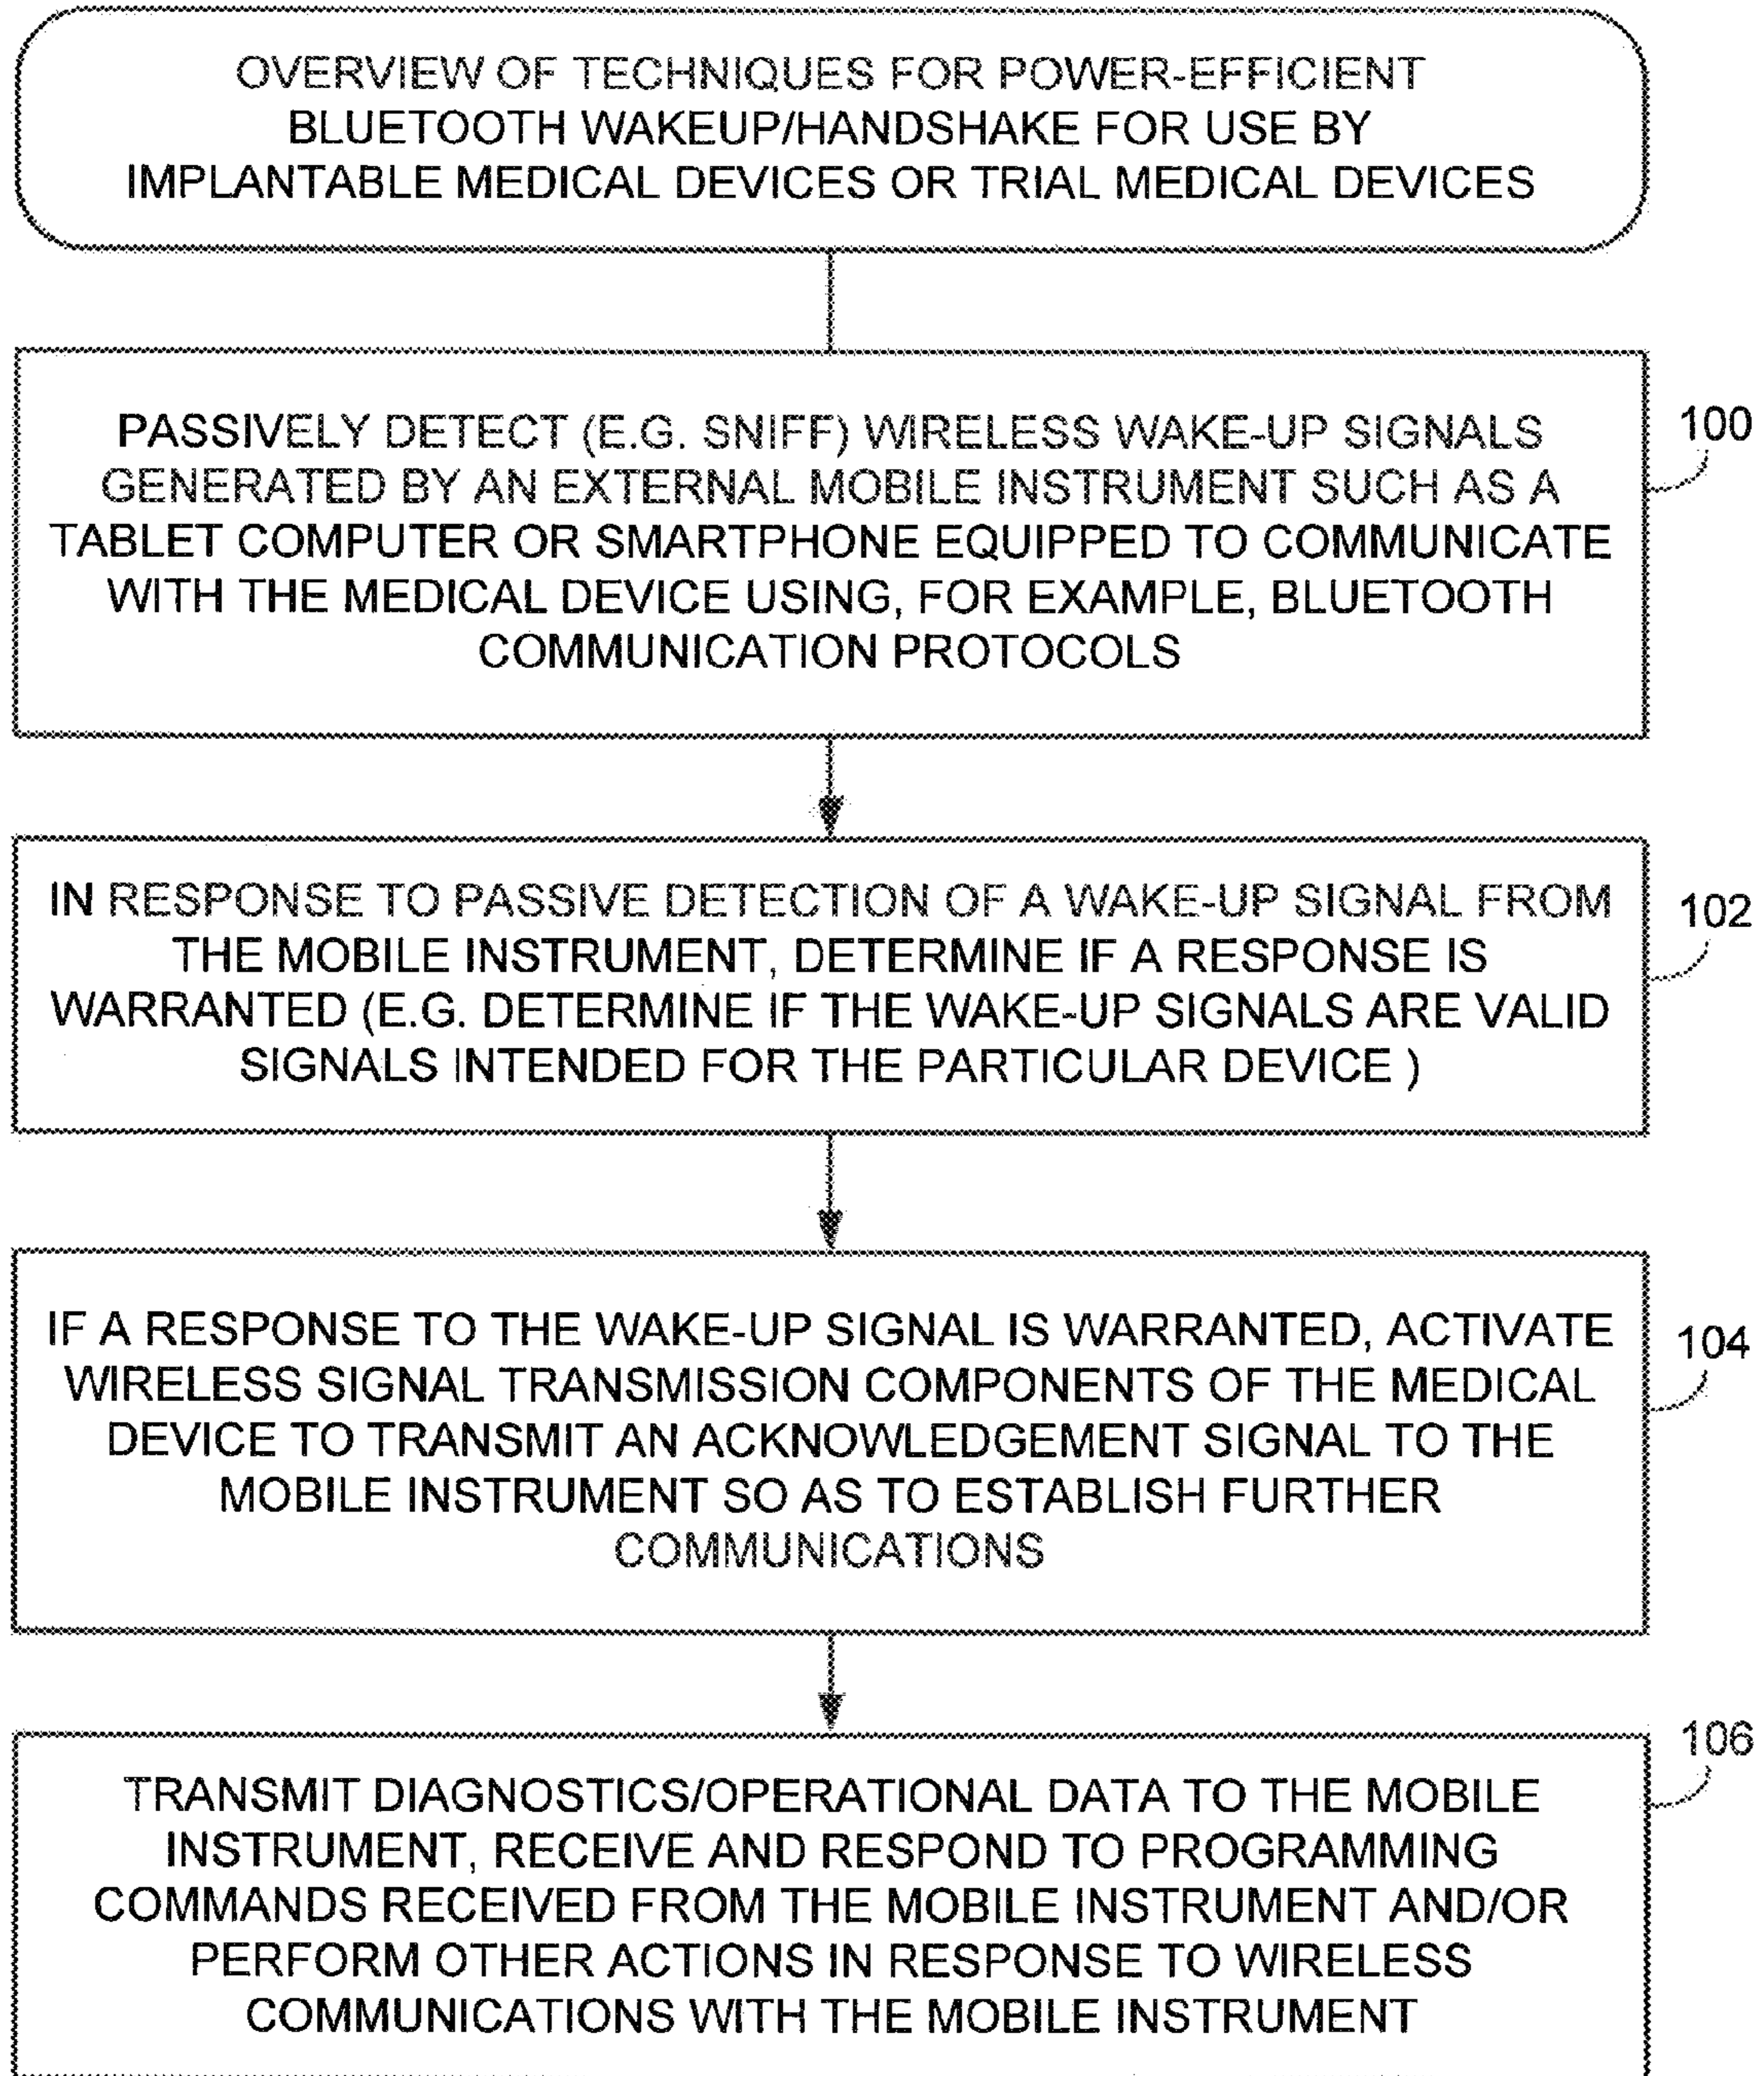 OVERVIEW OF TECHNIQUES FOR POWER-EFFICIENT
BLUETOOTH WAKEUP/HANDSHAKE FOR USE BY
IMPLANTABLE MEDICAL DEVICES OR TRIAL MEDICAL DEVICES
100
PASSIVELY DETECT (E.G. SNIFF) WIRELESS WAKE-UP SIGNALS
GENERATED BY AN EXTERNAL MOBILE INSTRUMENT SUCH AS A
TABLET COMPUTER OR SMARTPHONE EQUIPPED TO COMMUNICATE
WITH THE MEDICAL DEVICE USING, FOR EXAMPLE, BLUETOOTH
COMMUNICATION PROTOCOLS
102
IN RESPONSE TO PASSIVE DETECTION OF A WAKE-UP SIGNAL FROM
THE MOBILE INSTRUMENT, DETERMINE IF A RESPONSE IS
WARRANTED (E.G. DETERMINE IF THE WAKE-UP SIGNALS ARE VALID
SIGNALS INTENDED FOR THE PARTICULAR DEVICE )
104
IF A RESPONSE TO THE WAKE-UP SIGNAL IS WARRANTED, ACTIVATE
WIRELESS SIGNAL TRANSMISSION COMPONENTS OF THE MEDICAL
DEVICE TO TRANSMIT AN ACKNOWLEDGEMENT SIGNAL TO THE
MOBILE INSTRUMENT SO AS TO ESTABLISH FURTHER
COMMUNICATIONS
106
TRANSMIT DIAGNOSTICS/OPERATIONAL DATA TO THE MOBILE
INSTRUMENT, RECEIVE AND RESPOND TO PROGRAMMING
COMMANDS RECEIVED FROM THE MOBILE INSTRUMENT AND/OR
PERFORM OTHER ACTIONS IN RESPONSE TO WIRELESS
COMMUNICATIONS WITH THE MOBILE INSTRUMENT